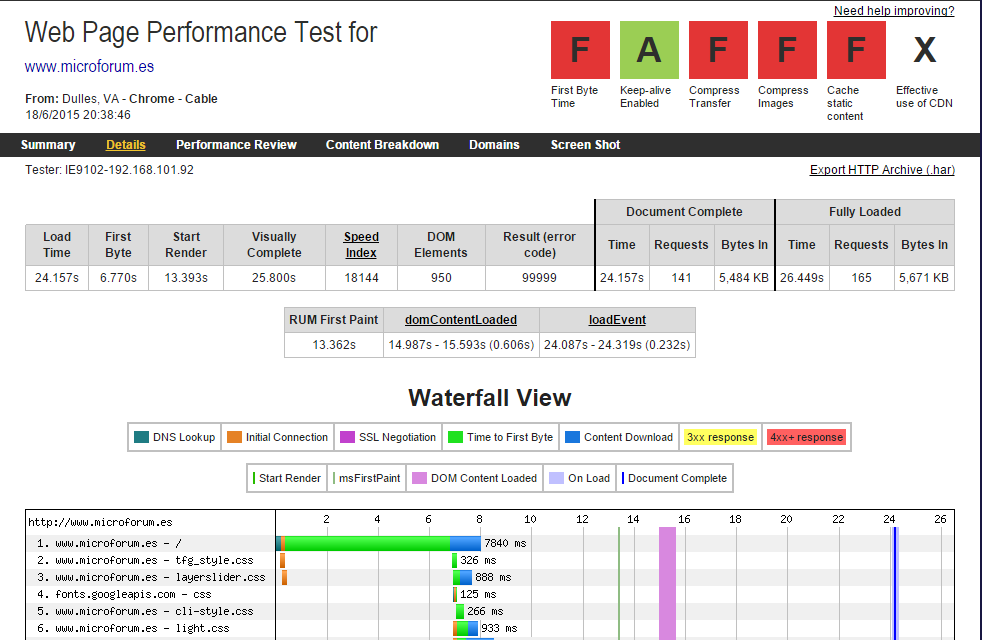 Need help improving?
Web Page Performance Test for
www.microforum.es
From: Dulles, VA - Chrome - Cable
18/6/2015 20:38:46
F A F F F X
First Byte Time
Keep-alive Enabled
Compress Transfer
Compress Images
Cache static content
Effective use of CDN
Summary Details Performance Review Content Breakdown Domains Screen Shot
Tester: IE9102-192.168.101.92
Export HTTP Archive (.har)
Document Complete Fully Loaded
Load Time First Byte Start Render Visually Complete Speed Index DOM Elements Result (error code) Time Requests Bytes In Time Requests Bytes In
24.157s 6.770s 13.393s 25.800s 18144 950 99999 24.157s 141 5,484 KB 26.449s 165 5,671 KB
RUM First Paint domContentLoaded loadEvent
13.362s 14.987s - 15.593s (0.606s) 24.087s - 24.319s (0.232s)
Waterfall View
DNS Lookup Initial Connection SSL Negotiation Time to First Byte Content Download 3xx response 4xx+ response
Start Render msFirstPaint DOM Content Loaded On Load Document Complete
http://www.microforum.es 2 4 6 8 10 12 14 16 18 20 22 24 26
1. www.microforum.es - / 7840 ms
2. www.microforum.es - tfg_style.css 326 ms
3. www.microforum.es - layerslider.css 888 ms
4. fonts.googleapis.com - css 125 ms
5. www.microforum.es - cli-style.css 266 ms
6. www.microforum.es - light.css 933 ms